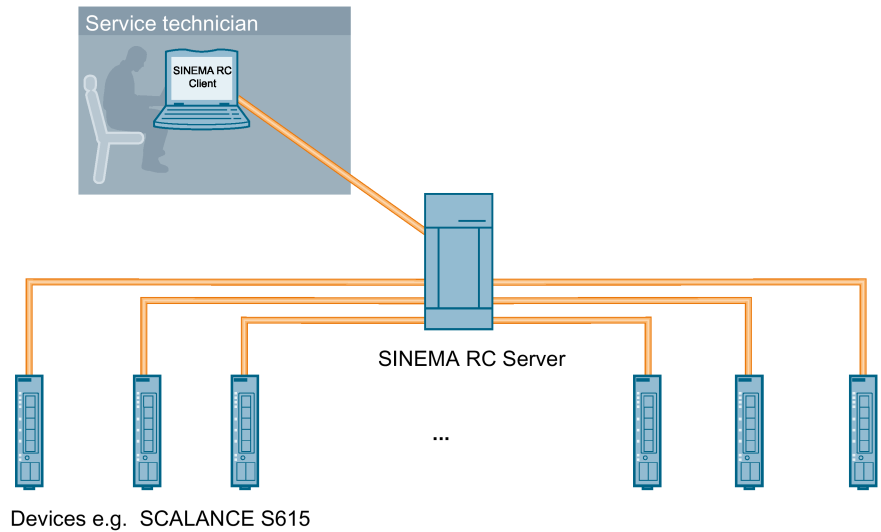 Service technician
SINEMA RC
Client
SINEMA RC Server
...
Devices e.g. SCALANCE S615